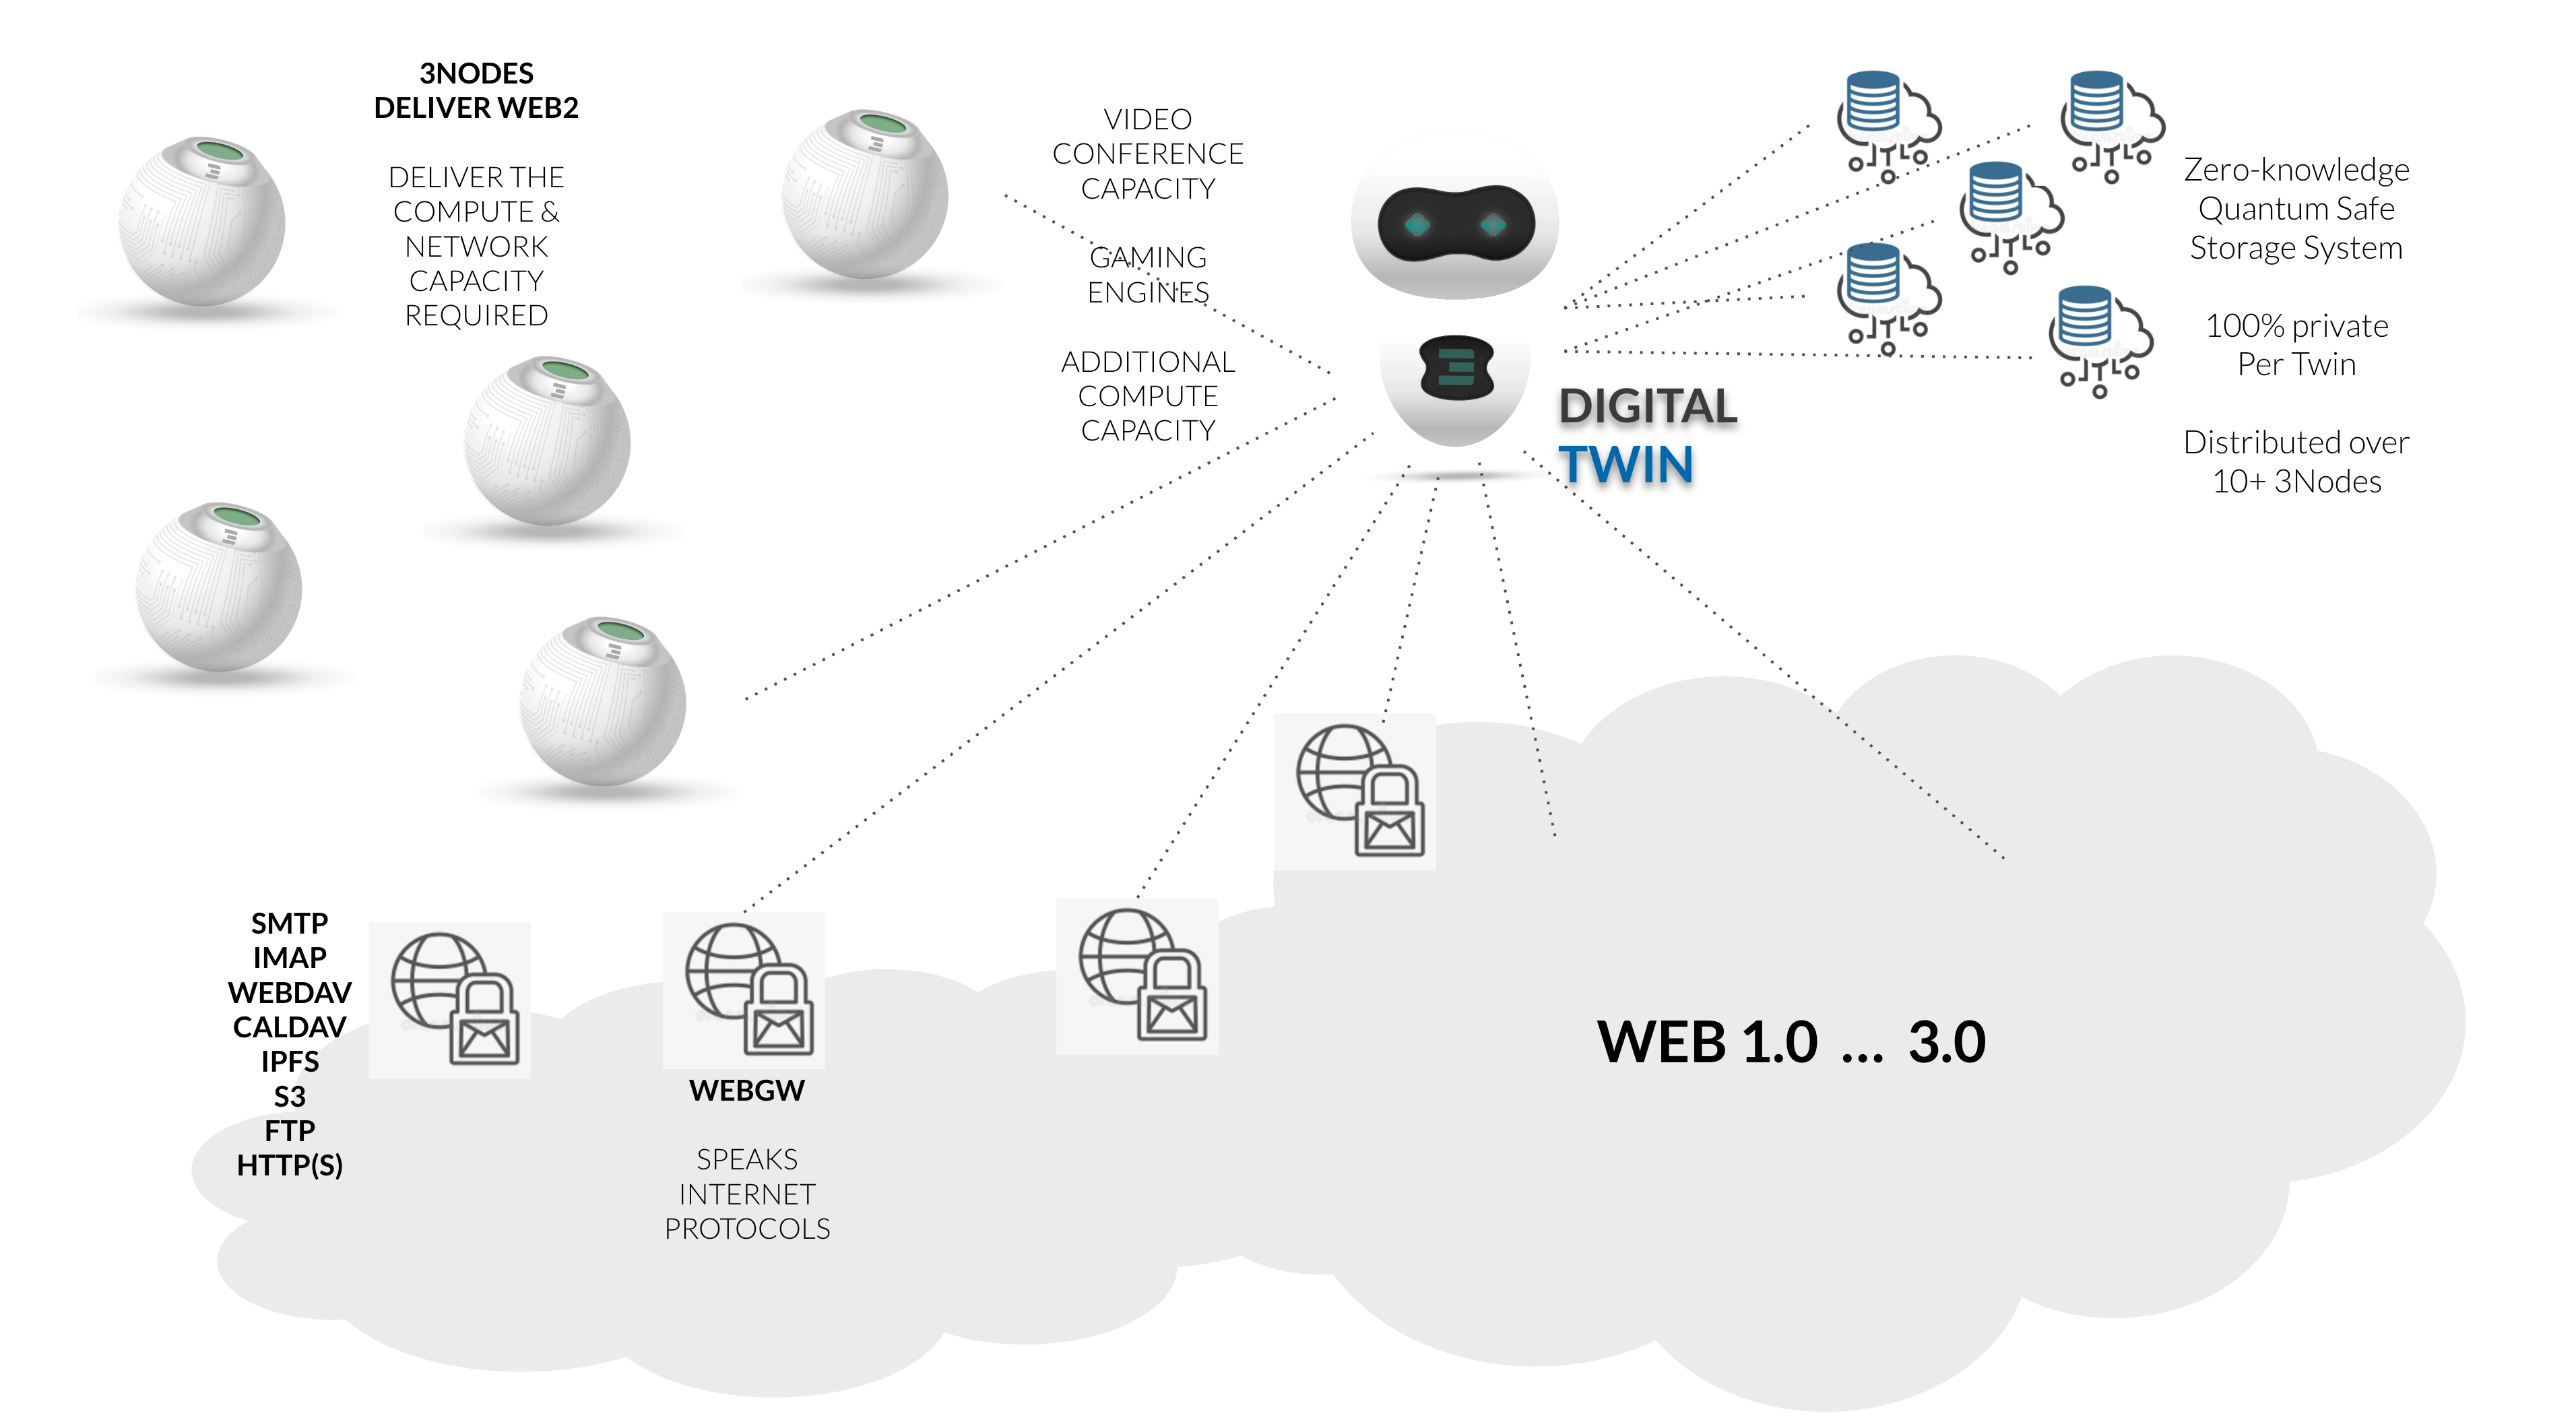 3NODES
DELIVER WEB2
DELIVER THE
COMPUTE &
NETWORK
CAPACITY
REQUIRED
VIDEO
CONFERENCE
CAPACITY
GAMING
ENGINES
ADDITIONAL
COMPUTE
CAPACITY
DIGITAL
TWIN
Zero-knowledge
Quantum Safe
Storage System
100% private
Per Twin
Distributed over
10+ 3Nodes
SMTP
IMAP
WEBDAV
CALDAV
IPFS
S3
FTP
HTTP(S)
WEBGW
SPEAKS
INTERNET
PROTOCOLS
WEB 1.0 ... 3.0